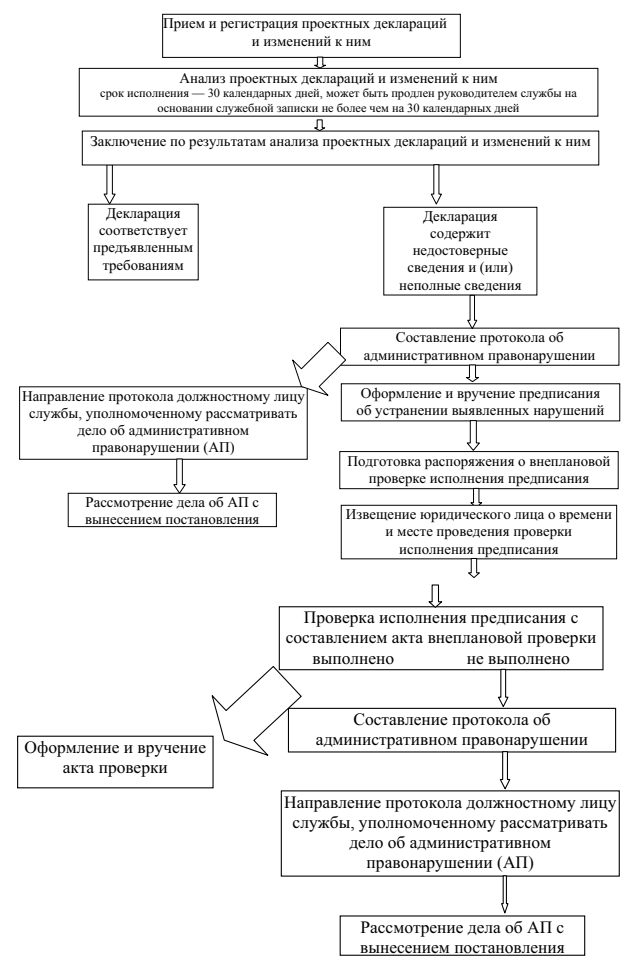 Прием и регистрация проектных деклараций
и изменений к ним
Анализ проектных деклараций и изменений к ним
срок исполнения — 30 календарных дней, может быть продлен руководителем службы на
основании служебной записки не более чем на 30 календарных дней
Заключение по результатам анализа проектных деклараций и изменений к ним
Декларация
соответствует
предъявленным
требованиям
Декларация
содержит
недостоверные
сведения и (или)
неполные сведения
Составление протокола об
административном правонарушении
Направление протокола должностному лицу
службы, уполномоченному рассматривать
дело об административном
правонарушении (АП)
Рассмотрение дела об АП с
вынесением постановления
Оформление и вручение предписания
об устранении выявленных нарушений
Подготовка распоряжения о внеплановой
проверке исполнения предписания
Извещение юридического лица о времени
и месте проведения проверки
исполнения предписания
Проверка исполнения предписания с
составлением акта внеплановой проверки
выполнено не выполнено
Оформление и вручение
акта проверки
Составление протокола об
административном правонарушении
Направление протокола должностному лицу
службы, уполномоченному рассматривать
дело об административном
правонарушении (АП)
Рассмотрение дела об АП с
вынесением постановления